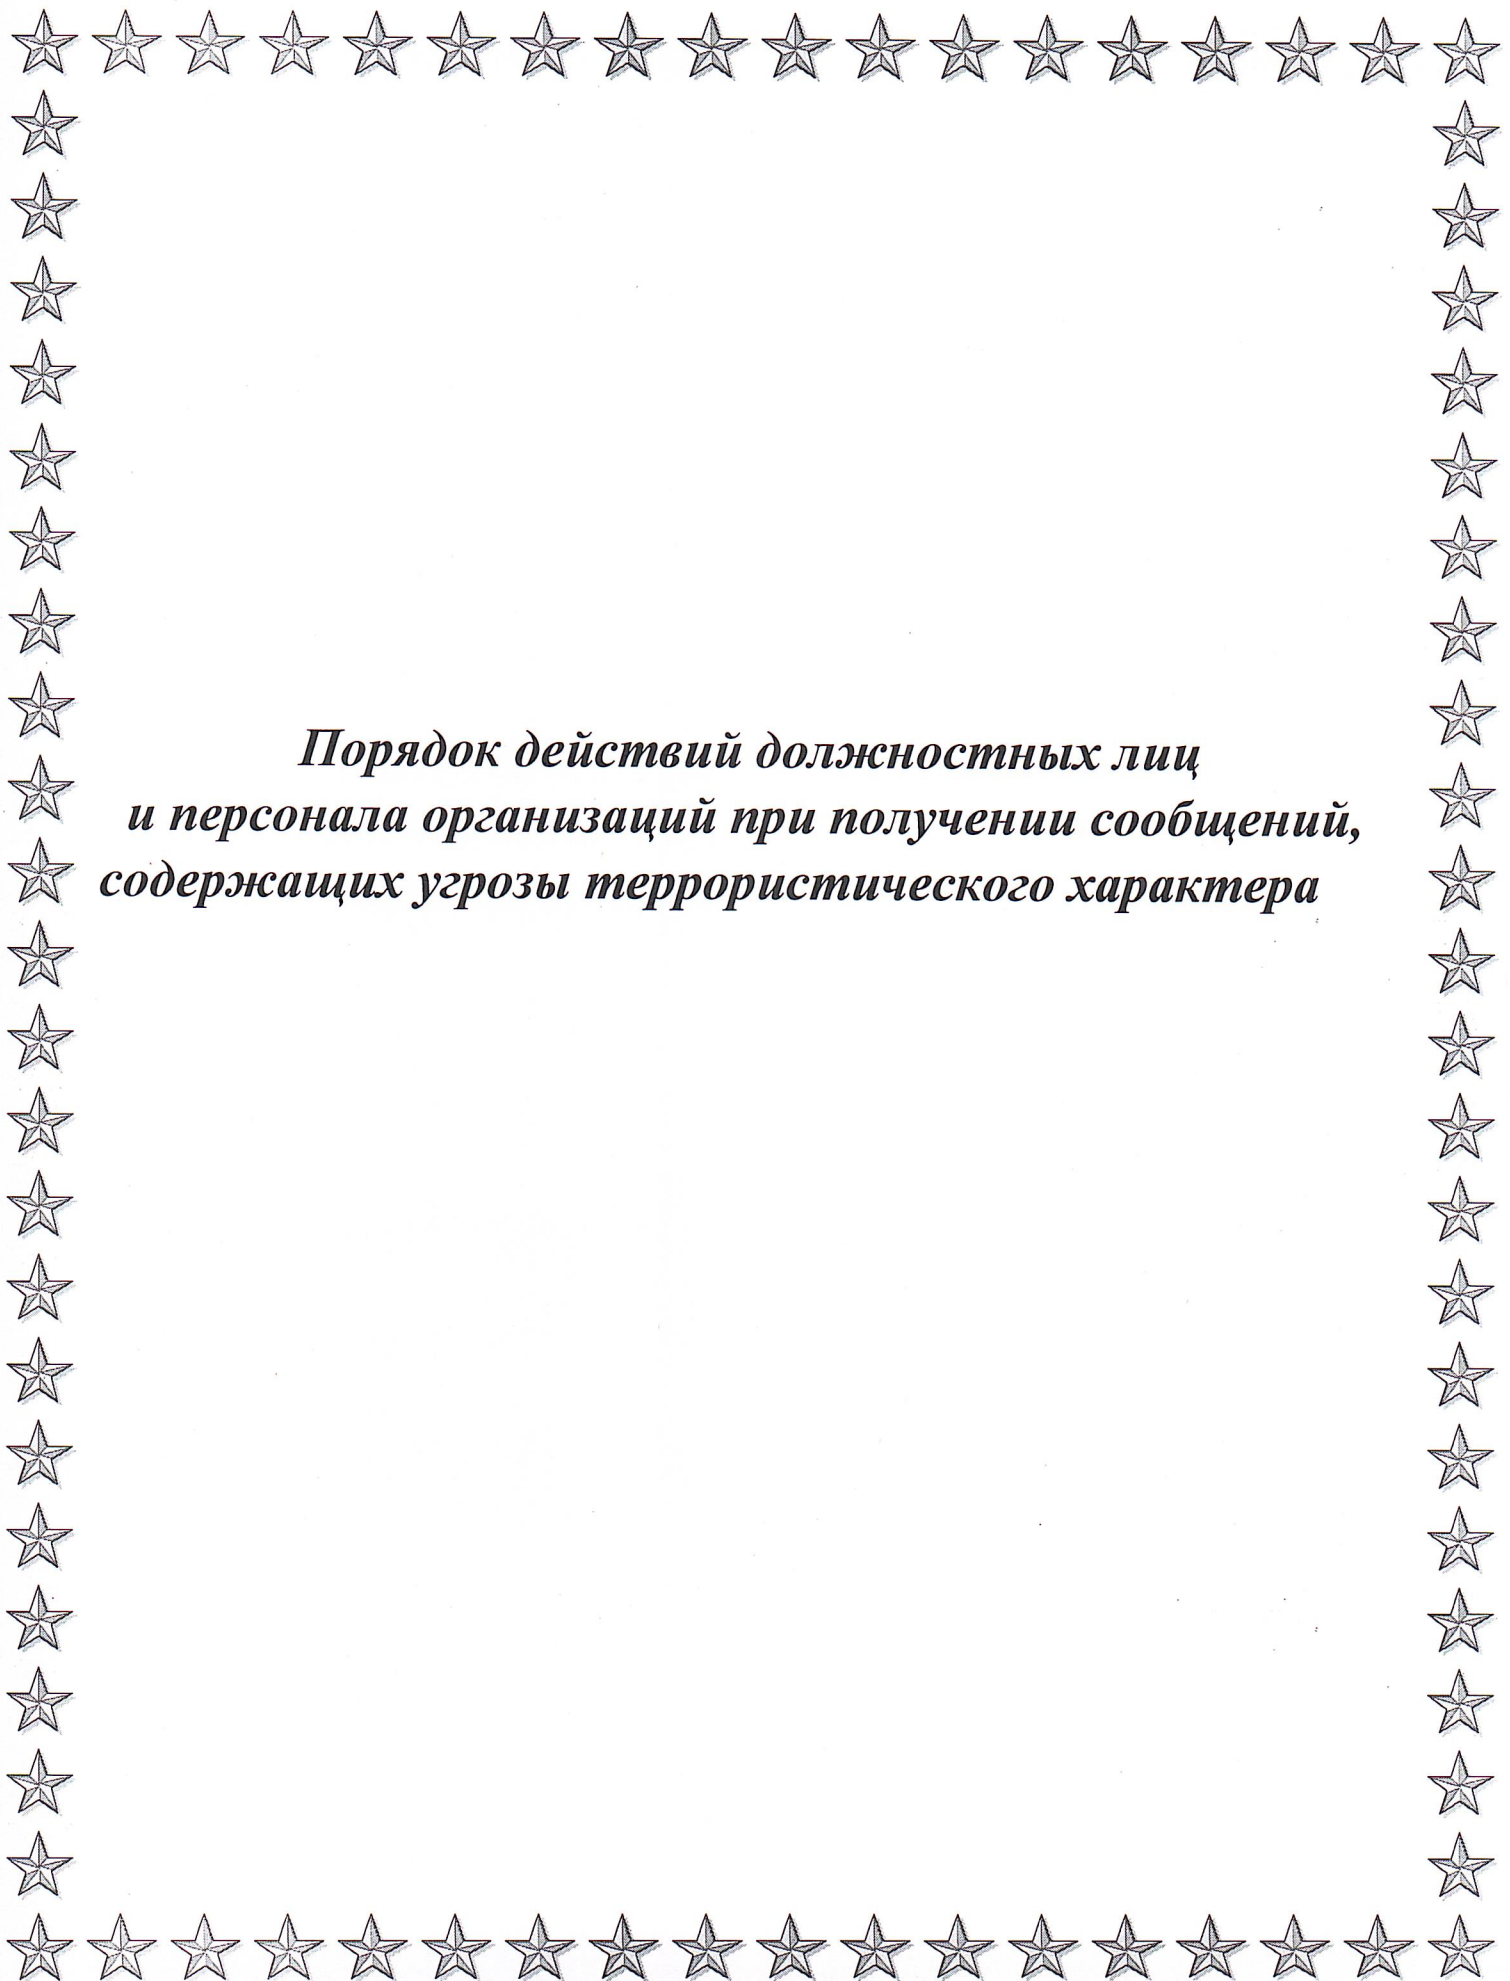 Порядок действий должностных лиц
и персонала организаций при получении сообщений,
содержащих угрозы террористического характера